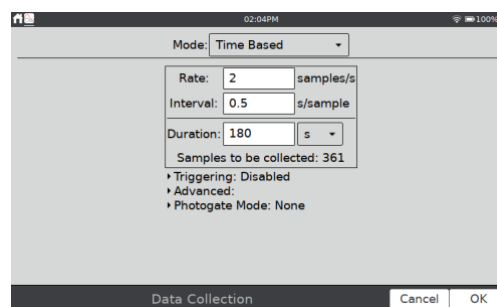 02:04PM 100%
Mode: Time Based
Rate: 2 samples/s
Interval: 0.5 s/sample
Duration: 180 s
Samples to be collected: 361
Triggering: Disabled
Advanced:
Photogate Mode: None
Data Collection Cancel OK